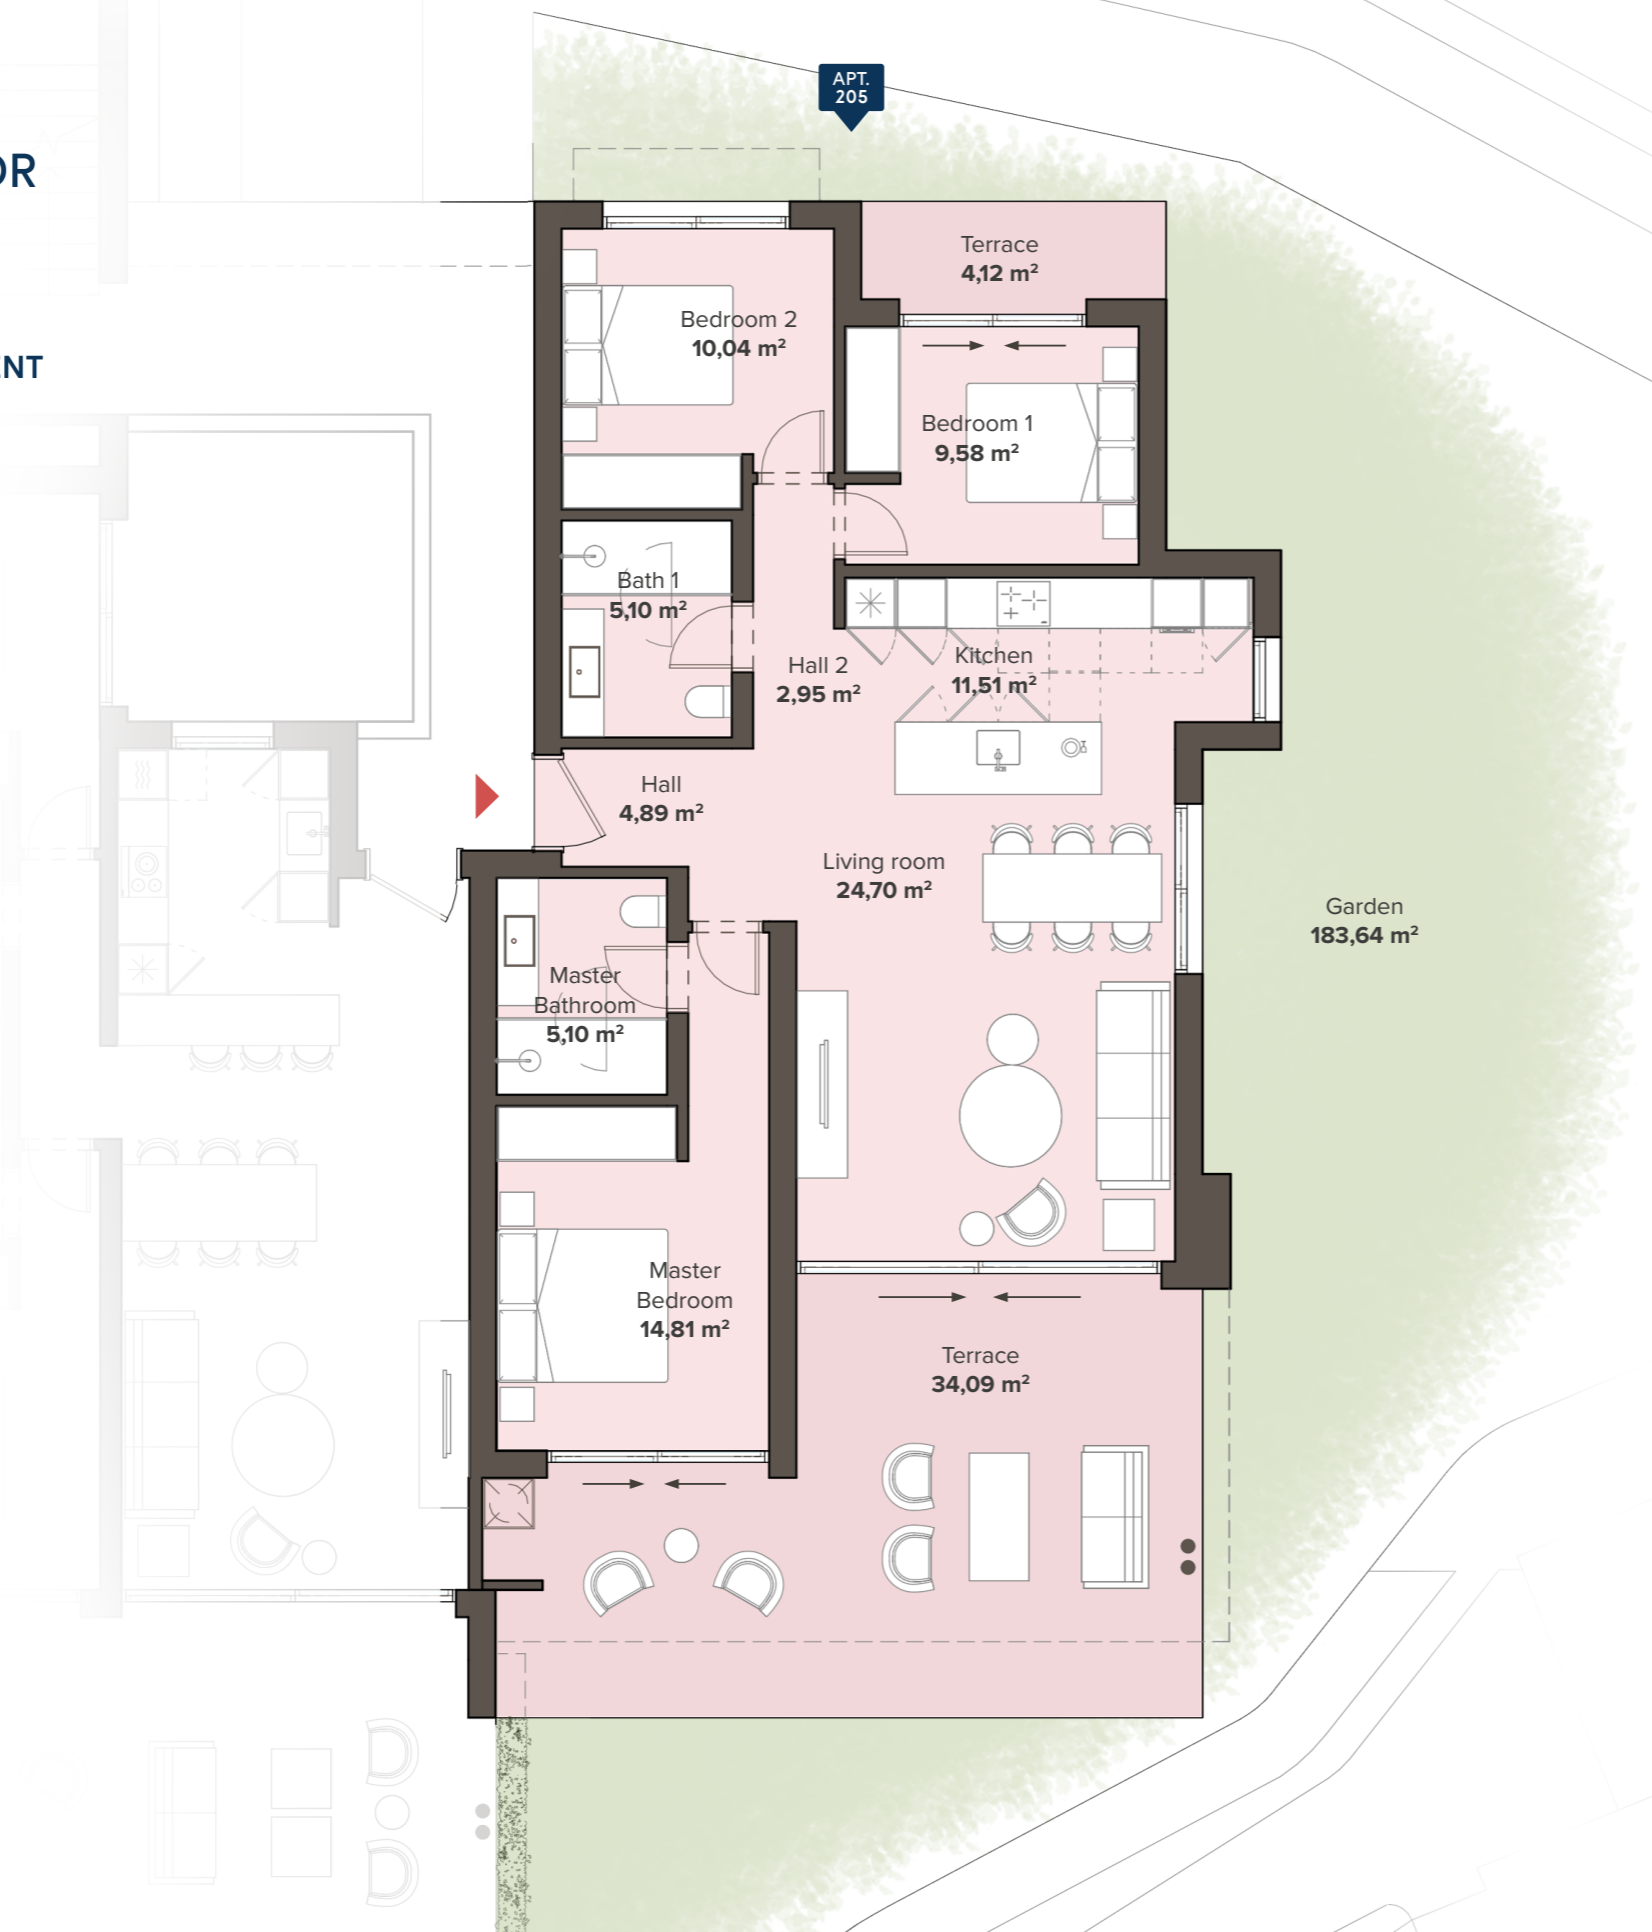 APT.
205
OR
ENT
Terrace
4,12 m²
Bedroom 2
10,04 m²
Bedroom 1
9,58 m²
Bath 1
5,10 m²
Hall 2
2,95 m²
Kitchen
11,51 m²
Hall
4,89 m²
Living room
24,70 m²
Garden
183,64 m²
Master
Bathroom
5,10 m²
Master
Bedroom
14,81 m²
Terrace
34,09 m²